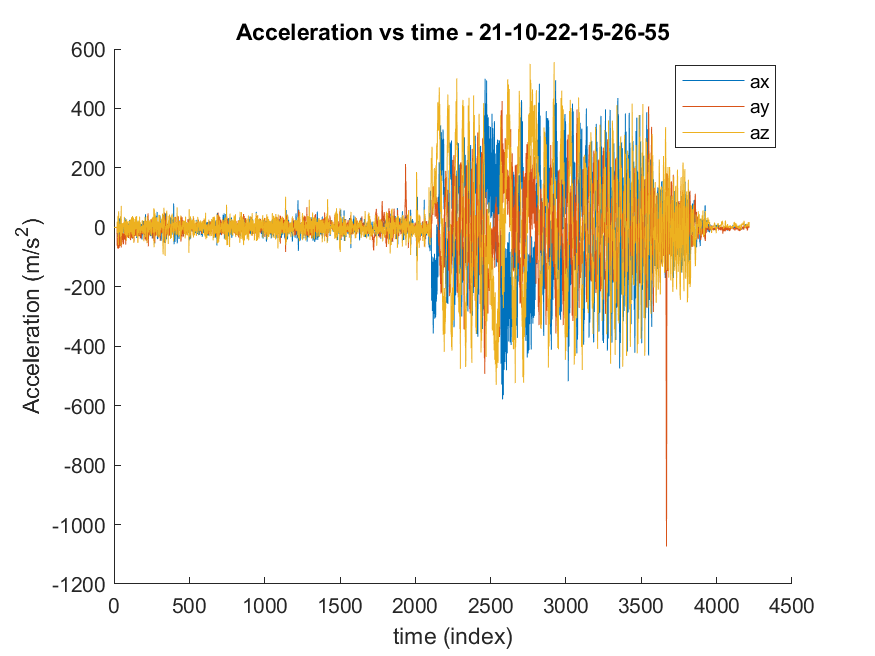 Acceleration vs time - 21-10-22-15-26-55
600
400
200
0
-200
-400
-600
-800
-1000
-1200
Acceleration (m/s²)
ax
ay
az
0 500 1000 1500 2000 2500 3000 3500 4000 4500
time (index)